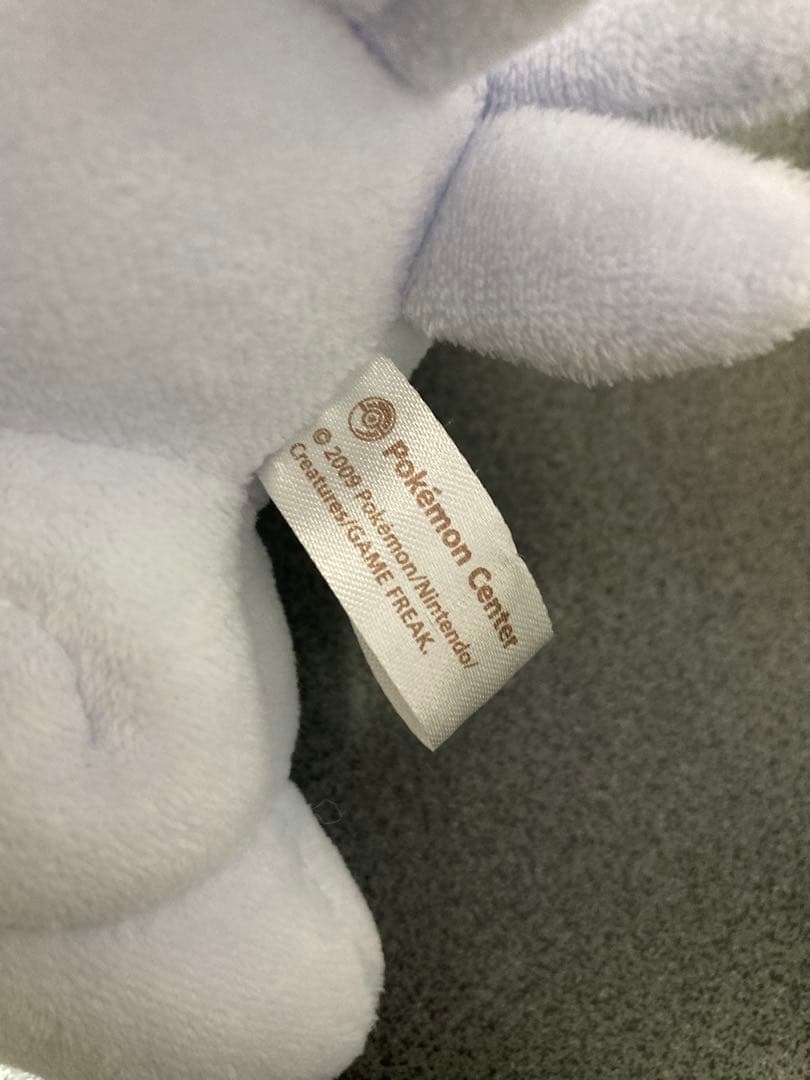 Pokémon Center
© 2009 Pokémon/Nintendo/
Creatures/GAME FREAK.